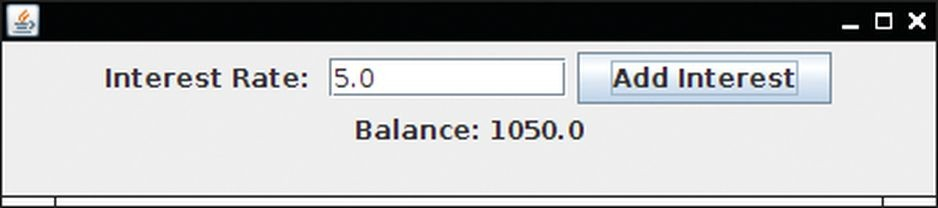 Interest Rate: 5.0 Add Interest
Balance: 1050.0